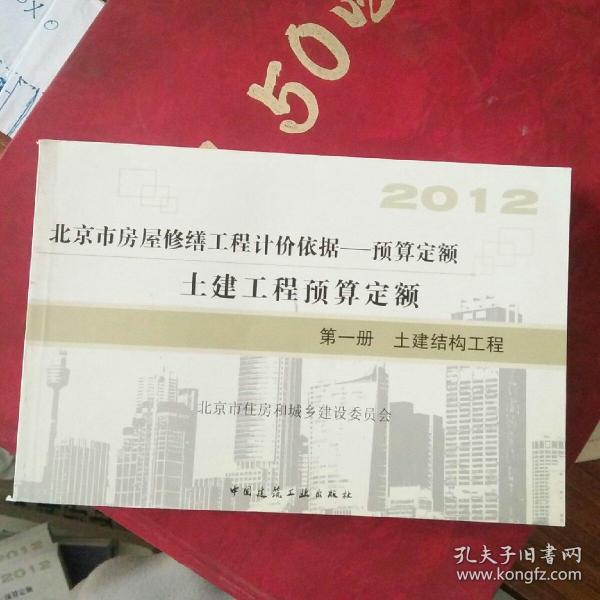 50
2012
北京市房屋修缮工程计价依据——预算定额
土建工程预算定额
第一册 土建结构工程
北京市住房和城乡建设委员会
中国建筑工业出版社
2012
2012
孔夫子旧书网
www.kongfz.com